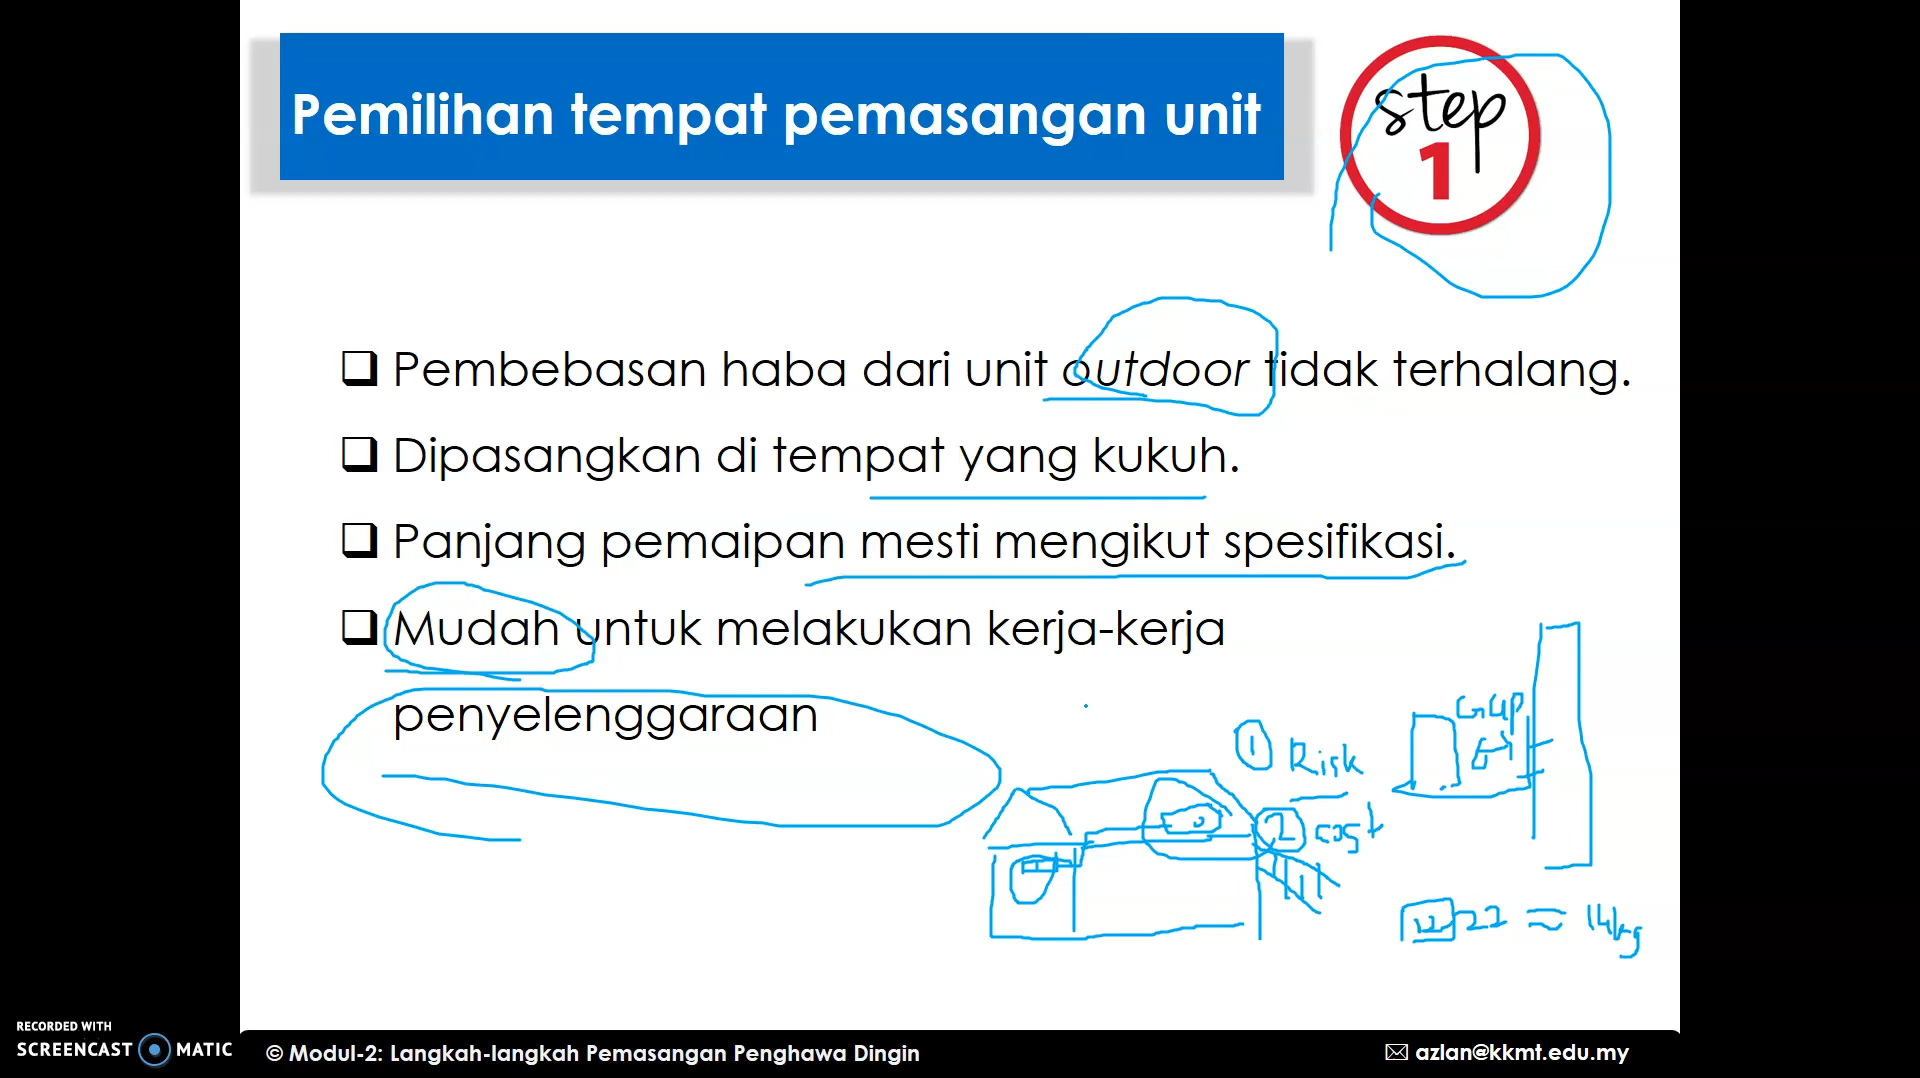 Pemilihan tempat pemasangan unit
step
1
❑ Pembebasan haba dari unit outdoor tidak terhalang.
❑ Dipasangkan di tempat yang kukuh.
❑ Panjang pemaipan mesti mengikut spesifikasi.
❑ Mudah untuk melakukan kerja-kerja
penyelenggaraan
Gap
1 Risk
2 cost
22 ≈ 14kg
RECORDED WITH
SCREENCAST MATIC
© Modul-2: Langkah-langkah Pemasangan Penghawa Dingin
azlan@kkmt.edu.my